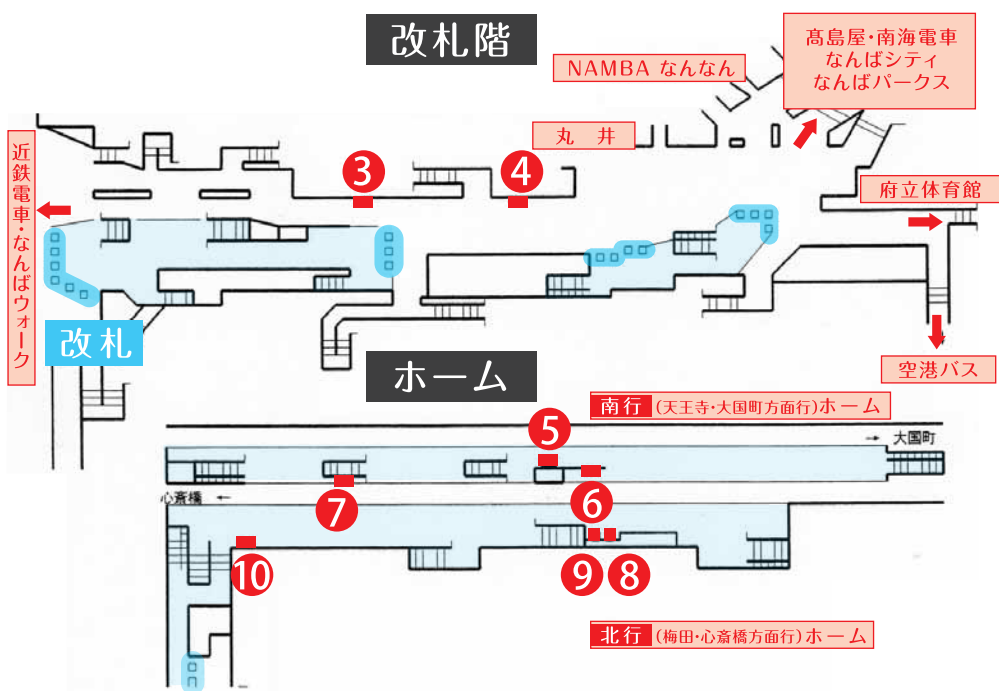 改札階
NAMBA なんなん
髙島屋・南海電車
なんばシティ
なんばパークス
丸井
近鉄電車・なんばウォーク
3
4
府立体育館
改札
空港バス
ホーム
南行 (天王寺・大国町方面行)ホーム
5
→ 大国町
心斎橋 ←
7
6
10
9
8
北行 (梅田・心斎橋方面行)ホーム